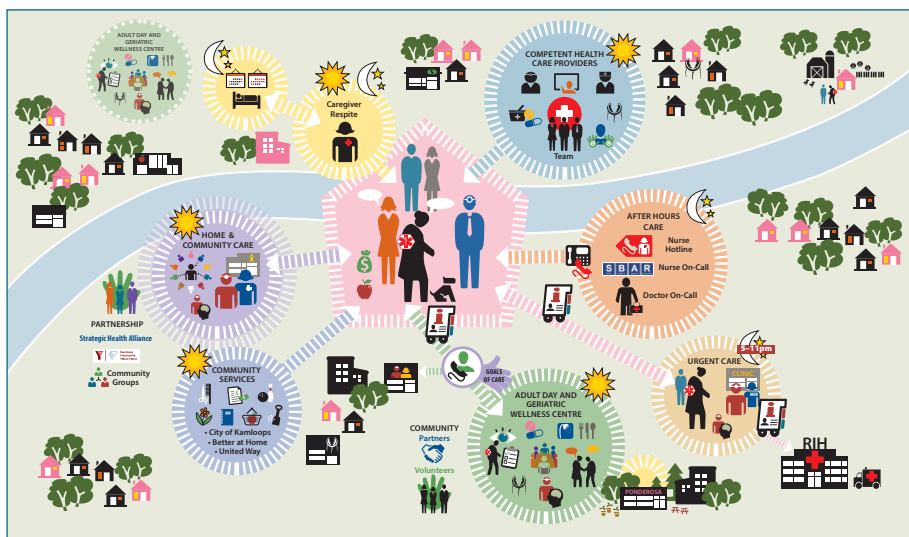 ADULT DAY AND
GERIATRIC
WELLNESS CENTRE
Caregiver
Respite
COMPETENT HEALTH
CARE PROVIDERS
Team
HOME &
COMMUNITY CARE
AFTER HOURS
CARE
Nurse
Hotline
SBAR
Nurse On-Call
Doctor On-Call
PARTNERSHIP
Strategic Health Alliance
Community
Groups
COMMUNITY
SERVICES
• City of Kamloops
• Better at Home
• United Way
GOALS
OF CARE
5–11pm
URGENT CARE
CLINIC
ADULT DAY AND
GERIATRIC
WELLNESS CENTRE
COMMUNITY
Partners
Volunteers
PONDEROSA
RIH